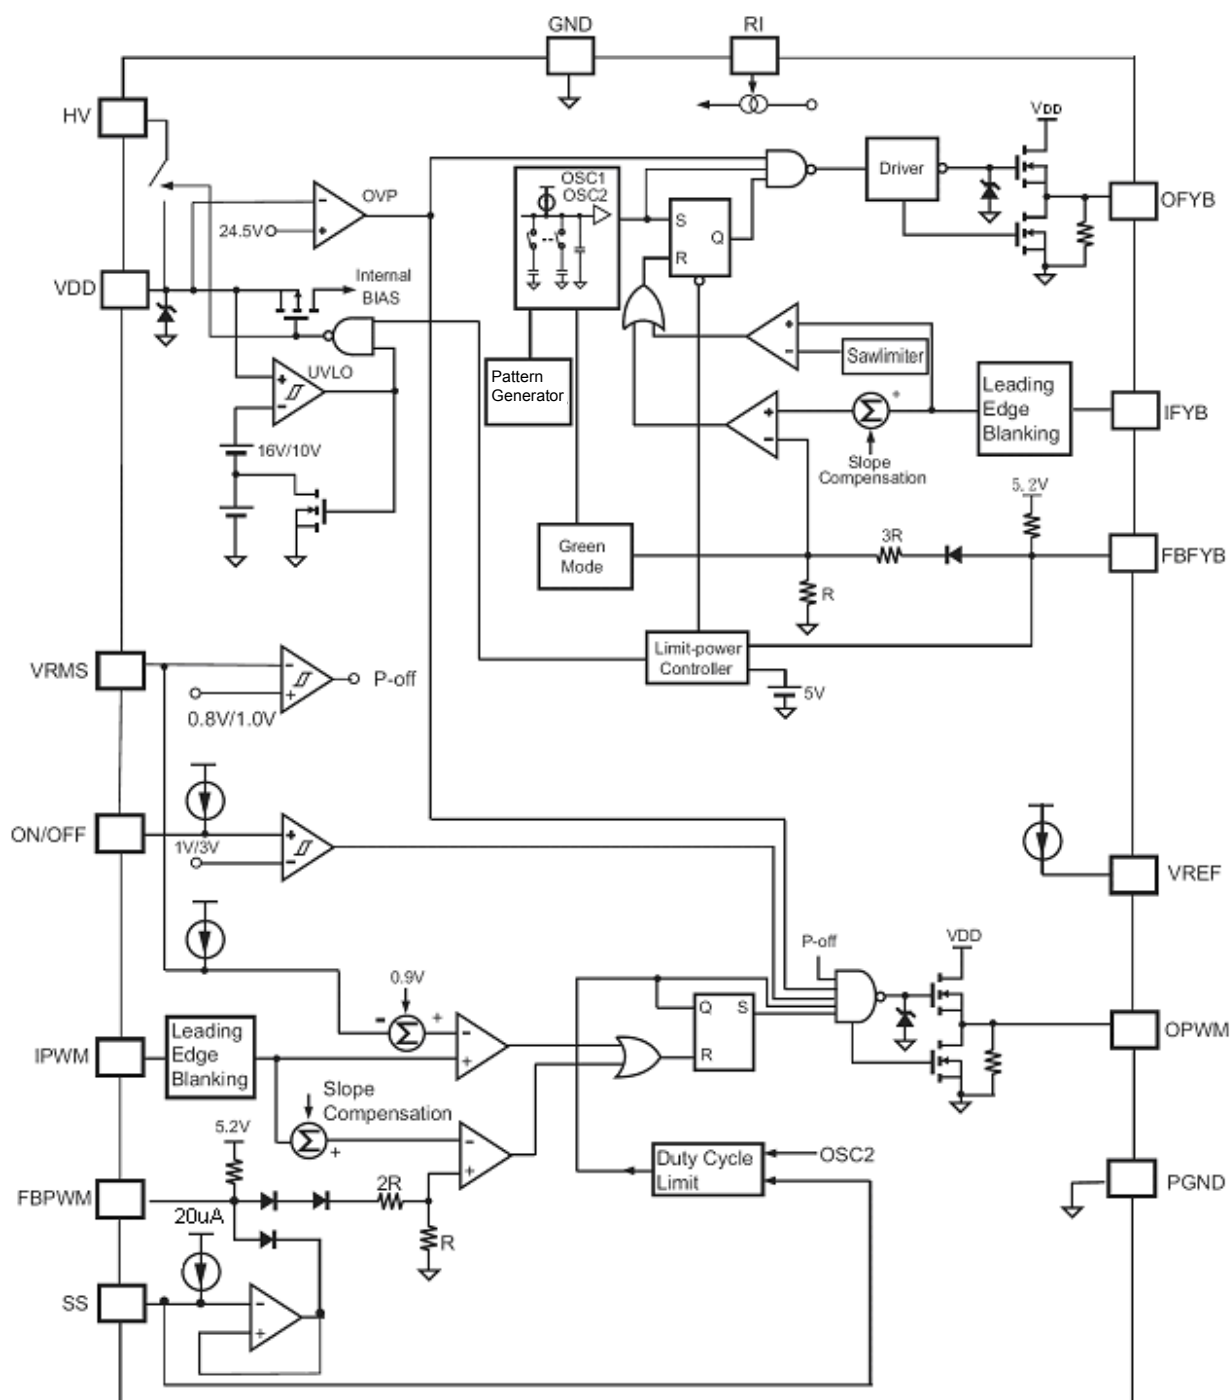 GND
RI
HV
VDD
OSC1
OSC2
Driver
OVP
24.5V
S
Q
R
OFYB
VDD
Internal
BIAS
UVLO
+
−
16V/10V
Pattern
Generator
+
−
Sawlimiter
+
−
Σ
+
Slope
Compensation
Leading
Edge
Blanking
IFYB
5.2V
Green
Mode
3R
R
FBFYB
Limit-power
Controller
5V
VRMS
−
+
P-off
0.8V/1.0V
ON/OFF
+
−
1V/3V
VREF
P-off
VDD
0.9V
-
Σ
+
−
+
Q
S
R
OPWM
IPWM
Leading
Edge
Blanking
Slope
Compensation
Σ
+
−
+
5.2V
FBPWM
2R
R
20uA
Duty Cycle
Limit
OSC2
PGND
SS
−
+